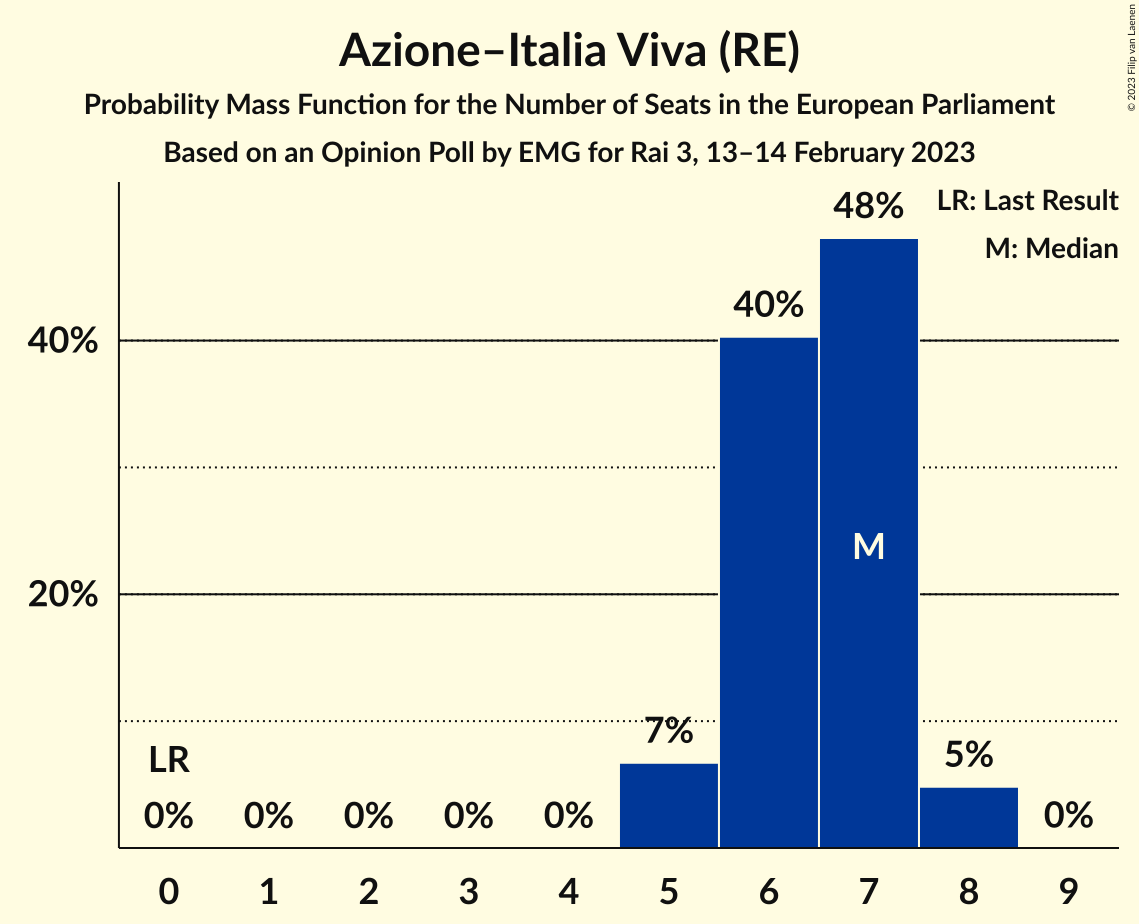 Azione–Italia Viva (RE)
Probability Mass Function for the Number of Seats in the European Parliament
Based on an Opinion Poll by EMG for Rai 3, 13–14 February 2023
© 2023 Filip van Laenen
LR: Last Result
M: Median
48%
40%
40%
M
20%
7%
5%
LR
0% 0% 0% 0% 0% 0%
0 1 2 3 4 5 6 7 8 9